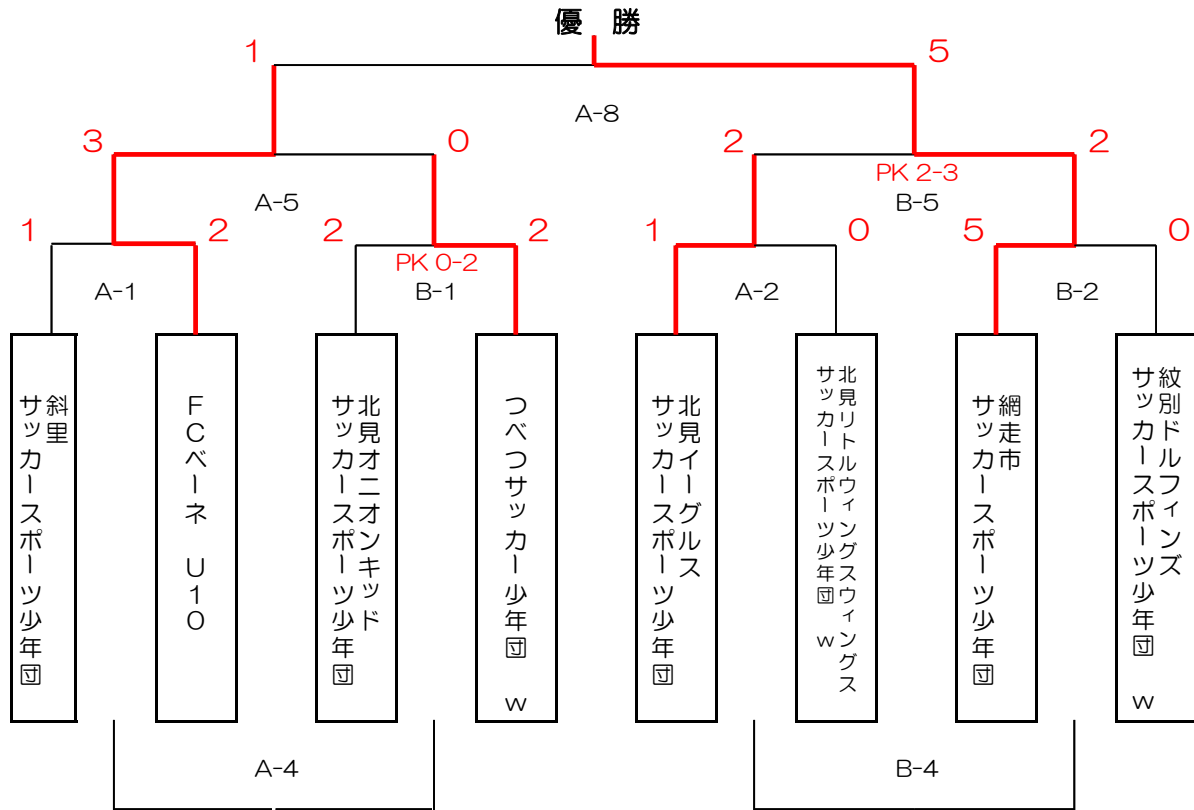 優 勝
1 5
A-8
3 0 2 2
PK 2-3
A-5 B-5
1 2 2 2 1 0 5 0
PK 0-2
A-1 B-1 A-2 B-2
斜里
サッカースポーツ少年団
FCベーネ U10
北見オニオンキッド
サッカースポーツ少年団
つべつサッカー少年団 w
北見イーグルス
サッカースポーツ少年団
北見リトルウィングスウィングス
サッカースポーツ少年団 w
網走市
サッカースポーツ少年団
紋別ドルフィンズ
サッカースポーツ少年団 w
A-4 B-4